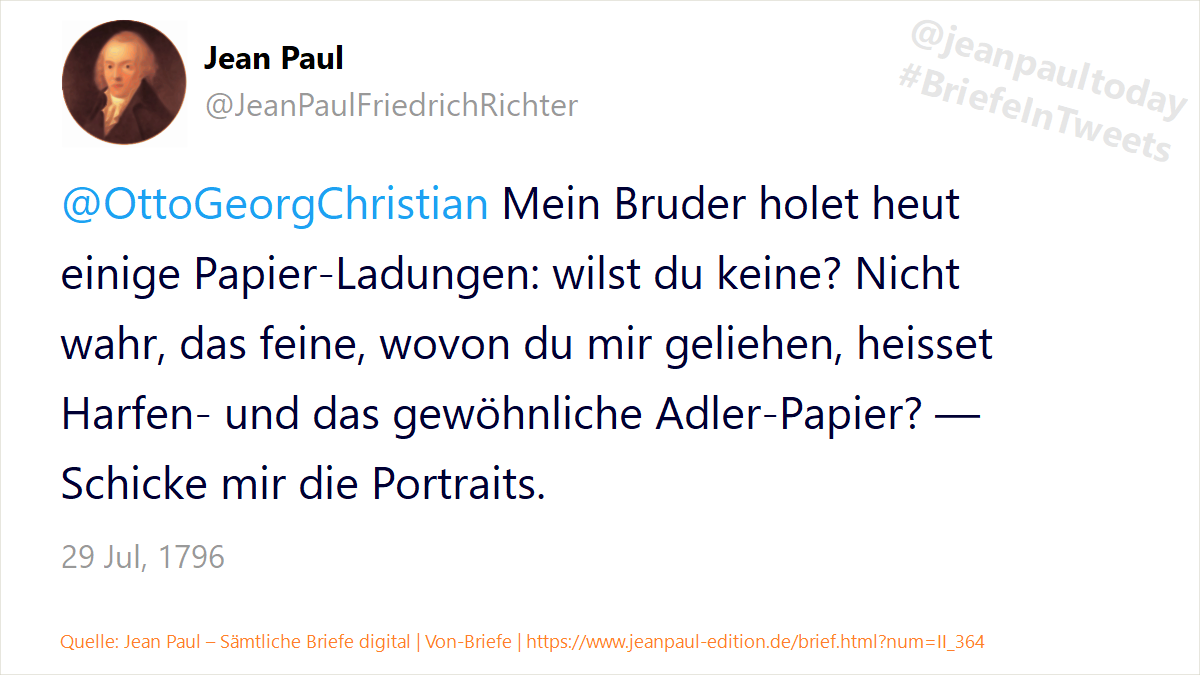 Jean Paul
@JeanPaulFriedrichRichter
@jeanpaultoday
#BriefeInTweets
@OttoGeorgChristian Mein Bruder holet heut
einige Papier-Ladungen: wilst du keine? Nicht
wahr, das feine, wovon du mir geliehen, heisset
Harfen- und das gewöhnliche Adler-Papier? —
Schicke mir die Portraits.
29 Jul, 1796
Quelle: Jean Paul – Sämtliche Briefe digital | Von-Briefe | https://www.jeanpaul-edition.de/brief.html?num=II_364